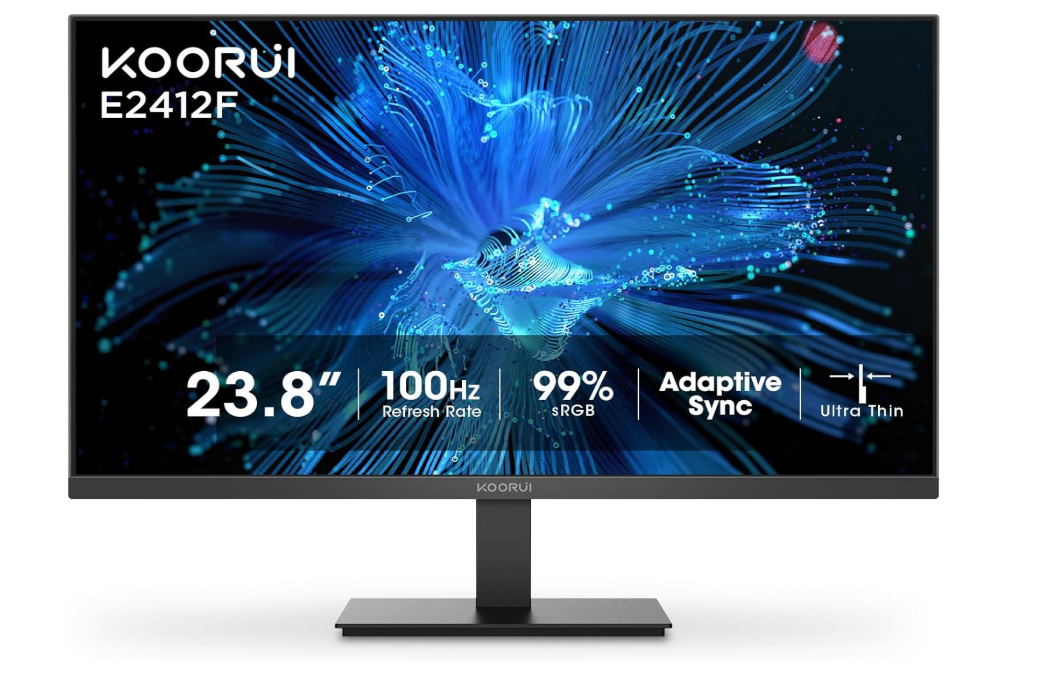 KOORUI
E2412F
23.8″
100Hz
Refresh Rate
99%
sRGB
Adaptive
Sync
Ultra Thin
KOORUI